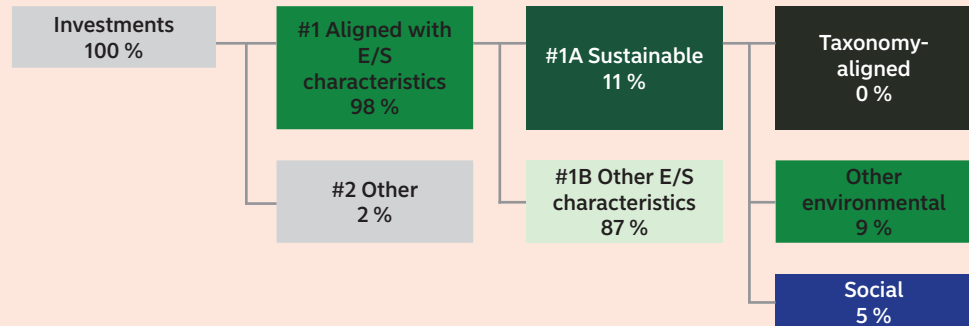 Investments
100 %
#1 Aligned with
E/S
characteristics
98 %
#2 Other
2 %
#1A Sustainable
11 %
#1B Other E/S
characteristics
87 %
Taxonomy-
aligned
0 %
Other
environmental
9 %
Social
5 %